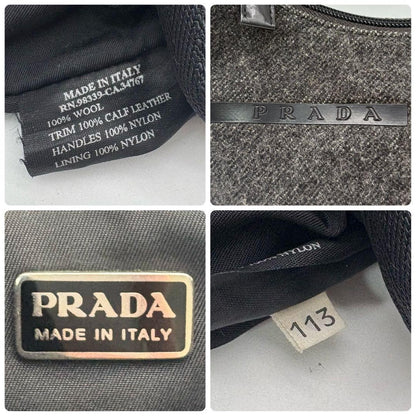 MADE IN ITALY
RN.98339-CA.34767
100% WOOL
TRIM 100% CALF LEATHER
HANDLES 100% NYLON
LINING 100% NYLON
PRADA
PRADA
MADE IN ITALY
NYLON
113